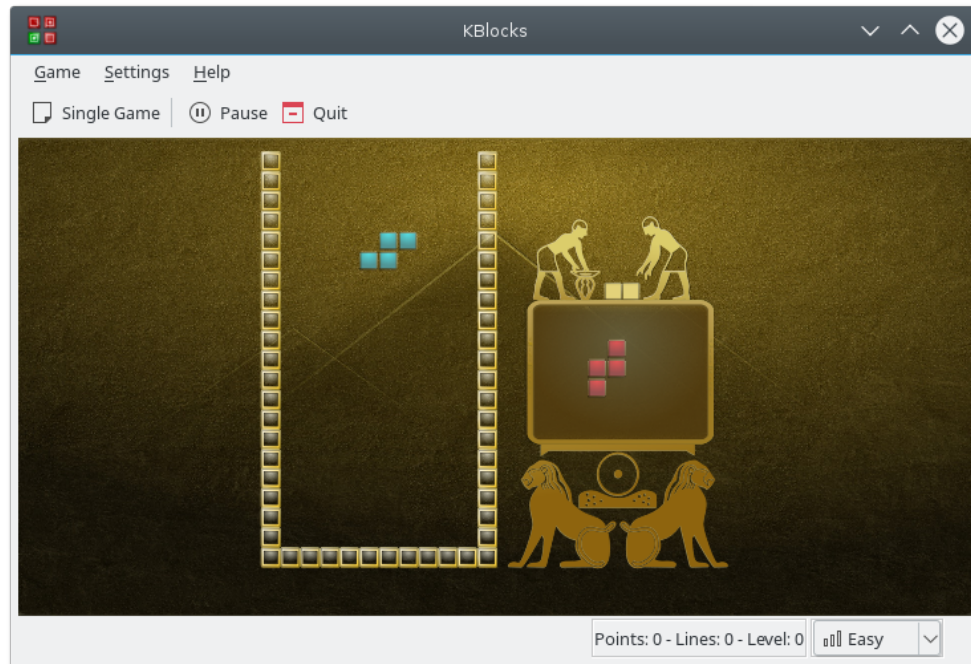 KBlocks
Game Settings Help
Single Game Pause Quit
Points: 0 - Lines: 0 - Level: 0 Easy